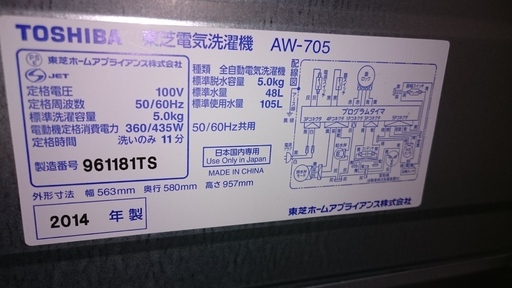 TOSHIBA 東芝電気洗濯機 AW-705
東芝ホームアプライアンス株式会社
JET
定格電圧 100V
定格周波数 50/60Hz
標準洗濯容量 5.0kg
電動機定格消費電力 360/435W
定格時間 洗いのみ 11分
製造番号 961181TS
種類 全自動電気洗濯機
標準脱水容量 5.0kg
標準水量 48L
標準使用水量 105L
50/60Hz共用
日本国内専用
Use Only in Japan
MADE IN CHINA
外形寸法 幅 563mm 奥行 580mm 高さ 957mm
2014 年製
配線図
プログラムタイマ
東芝ホームアプライアンス株式会社